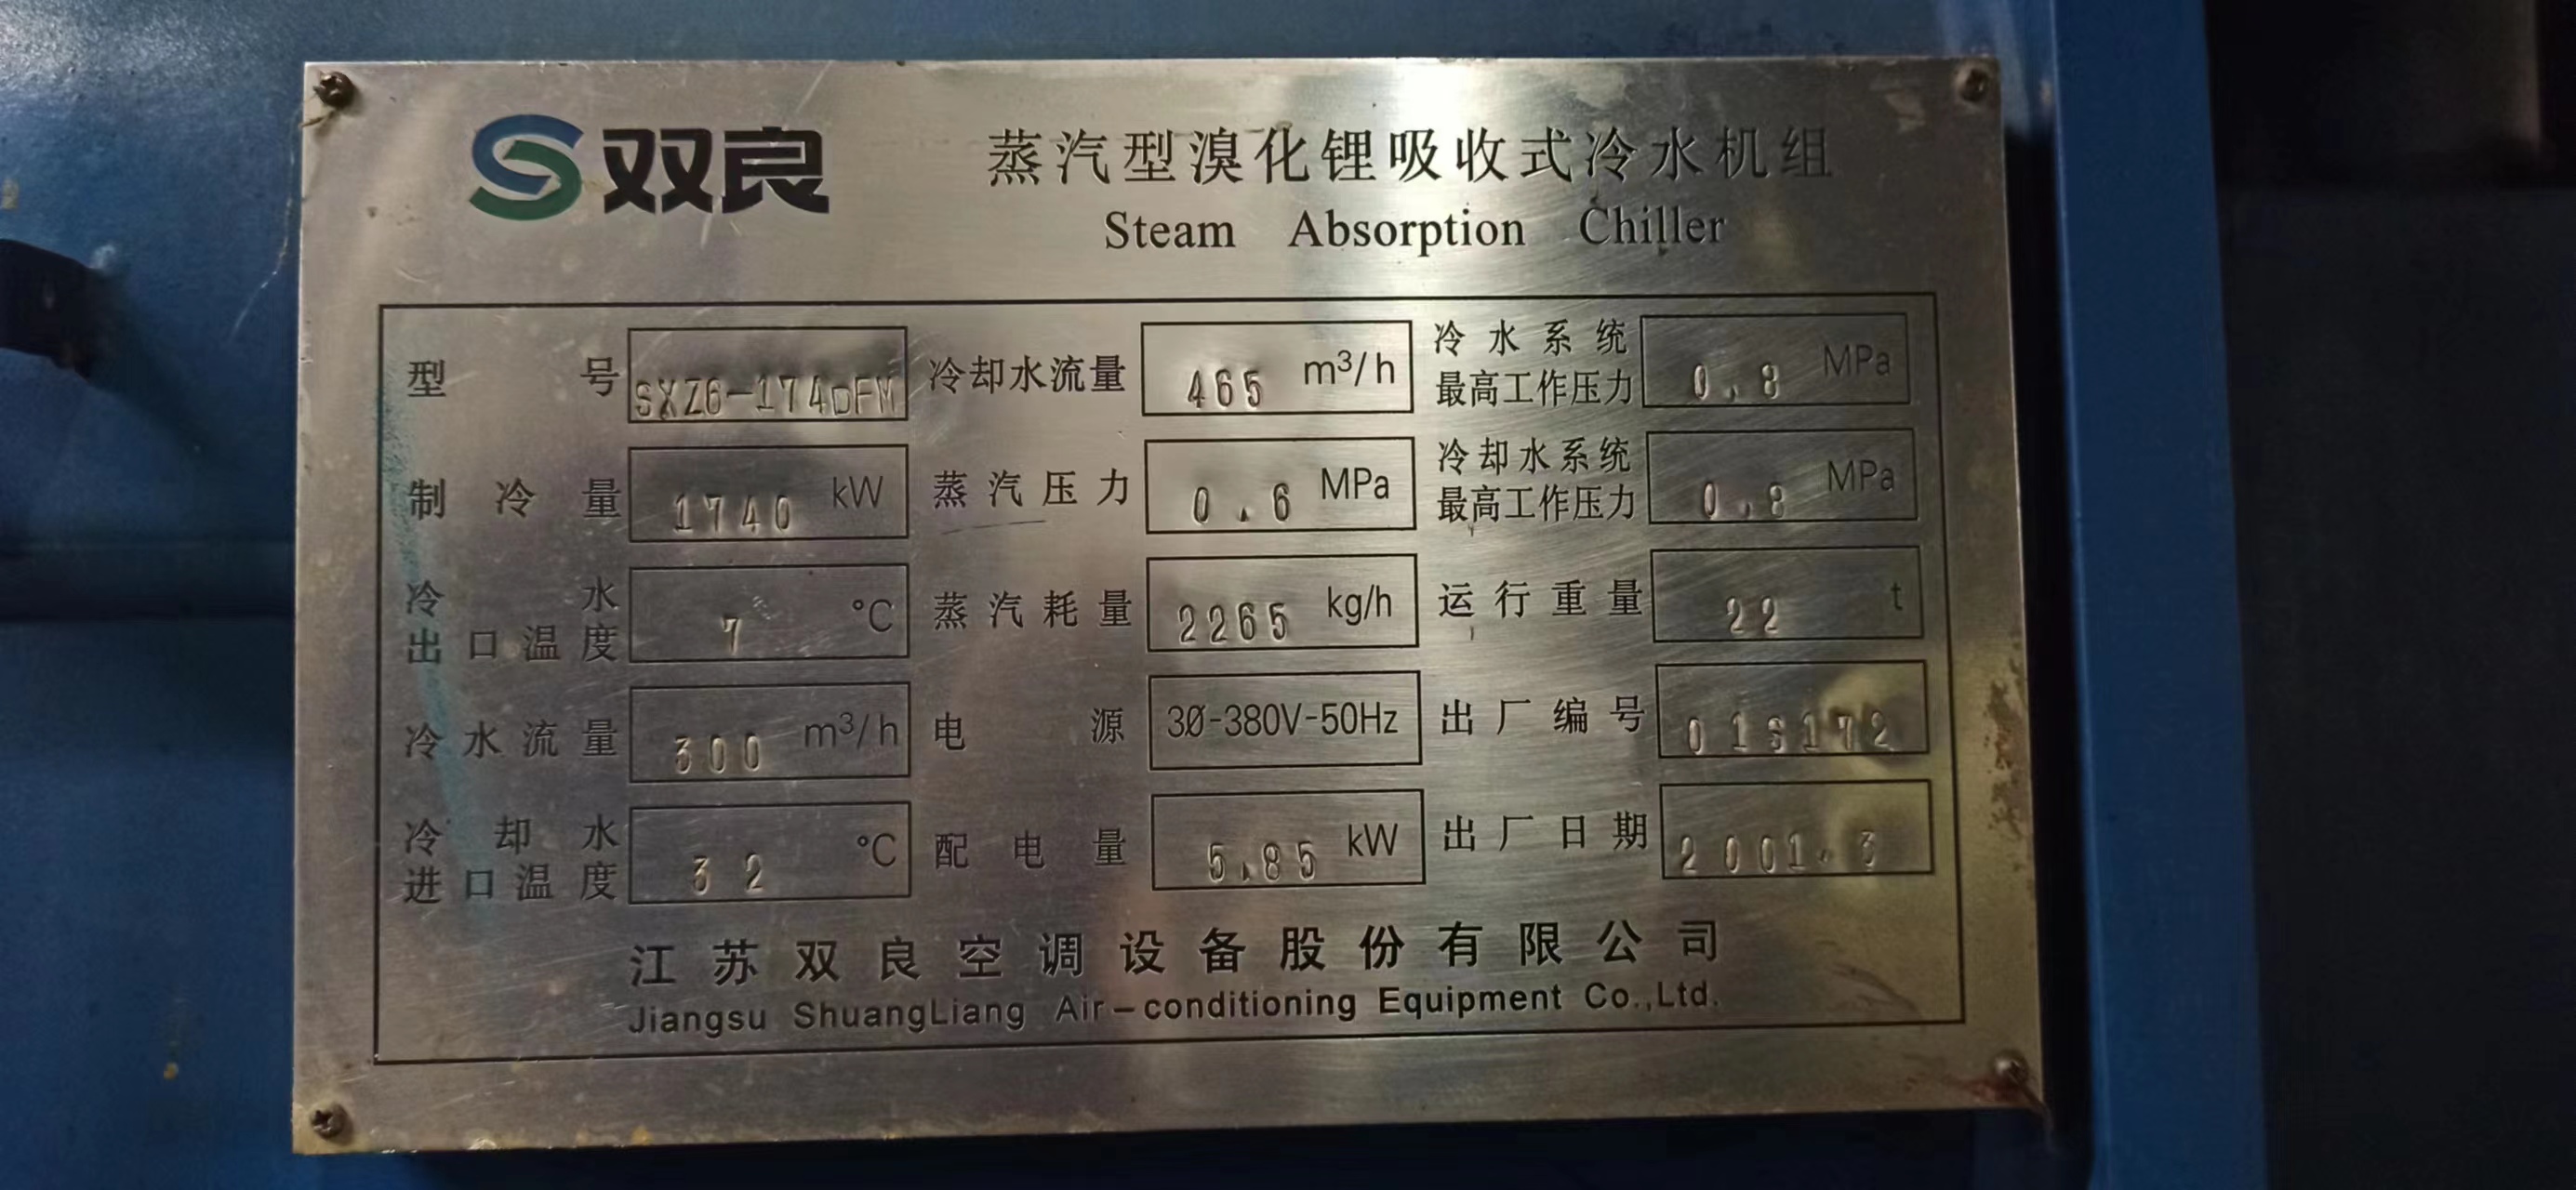 双良
蒸汽型溴化锂吸收式冷水机组
Steam Absorption Chiller
型号 SXZ6-174DFM 冷却水流量 465 m³/h 冷水系统最高工作压力 0.8 MPa
制冷量 1740 kW 蒸汽压力 0.6 MPa 冷却水系统最高工作压力 0.8 MPa
冷水出口温度 7 °C 蒸汽耗量 2265 kg/h 运行重量 22 t
冷水流量 300 m³/h 电源 3Ø-380V-50Hz 出厂编号 01S172
冷却水进口温度 32 °C 配电量 5.85 kW 出厂日期 2001.3
江苏双良空调设备股份有限公司
Jiangsu ShuangLiang Air-conditioning Equipment Co.,Ltd.